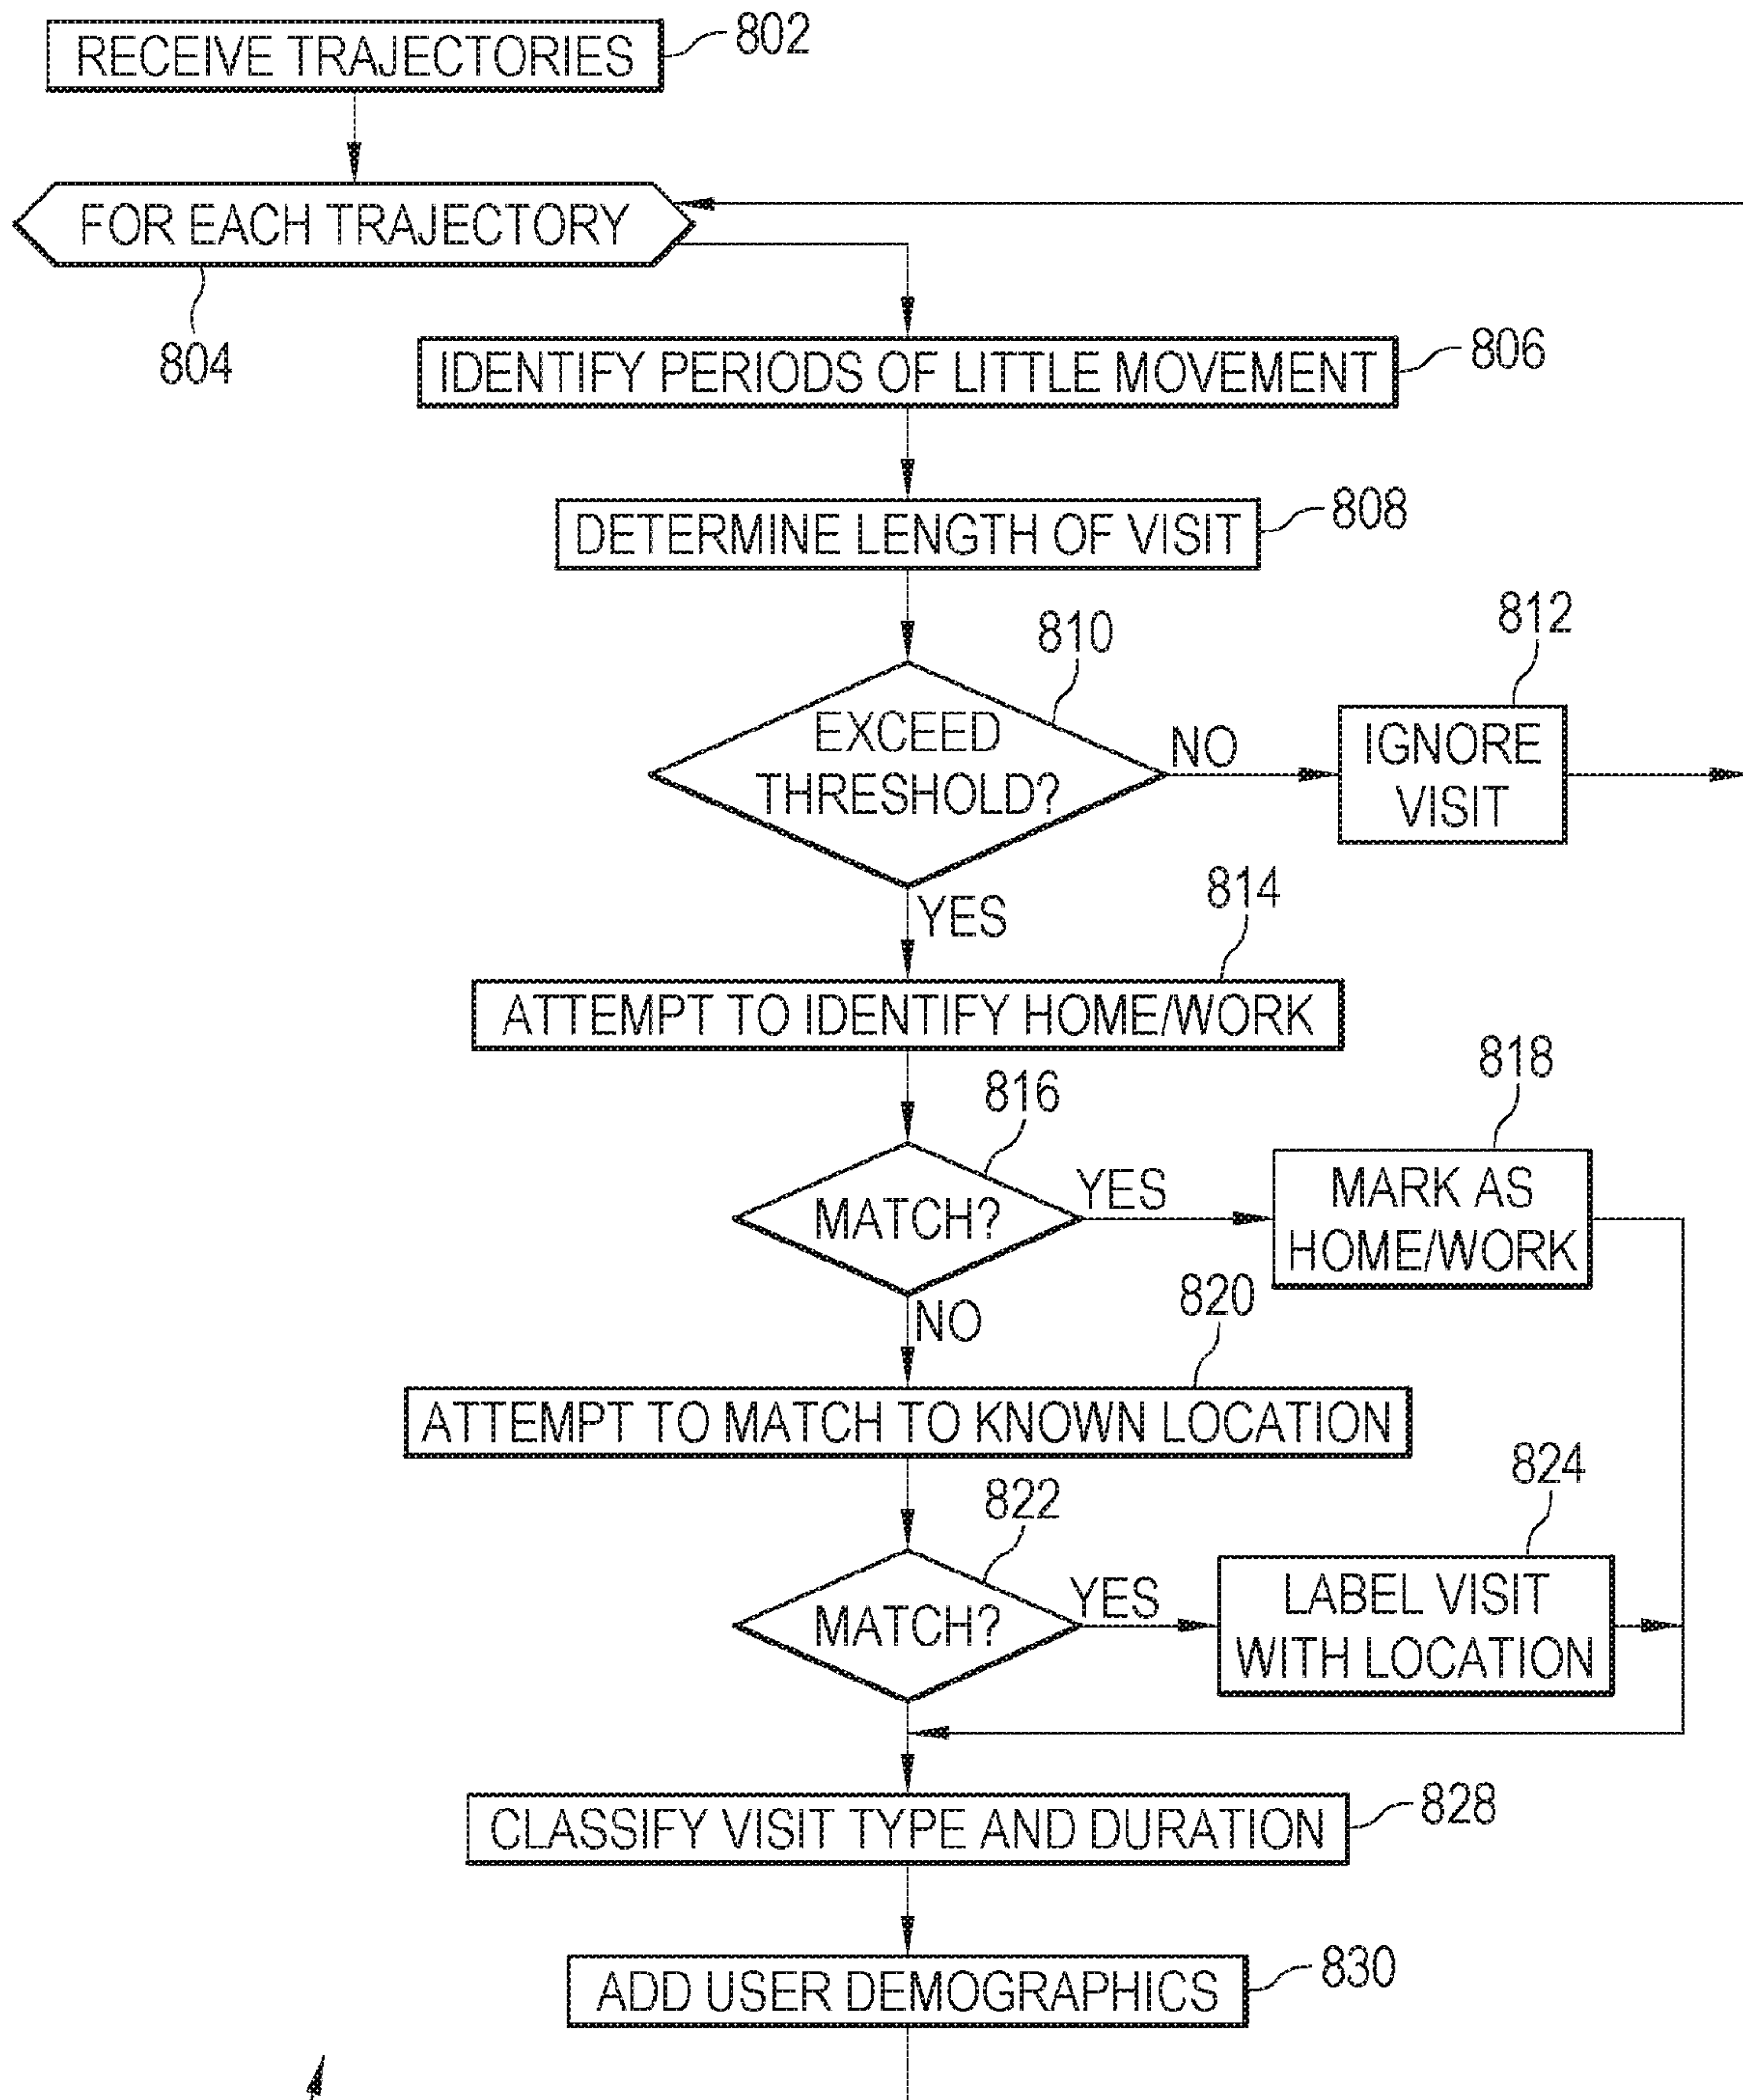 RECEIVE TRAJECTORIES
802
FOR EACH TRAJECTORY
804
IDENTIFY PERIODS OF LITTLE MOVEMENT
806
DETERMINE LENGTH OF VISIT
808
810
812
EXCEED
THRESHOLD?
NO
IGNORE
VISIT
YES
814
ATTEMPT TO IDENTIFY HOME/WORK
816
818
MATCH?
YES
MARK AS
HOME/WORK
NO
820
ATTEMPT TO MATCH TO KNOWN LOCATION
822
824
MATCH?
YES
LABEL VISIT
WITH LOCATION
CLASSIFY VISIT TYPE AND DURATION
828
ADD USER DEMOGRAPHICS
830